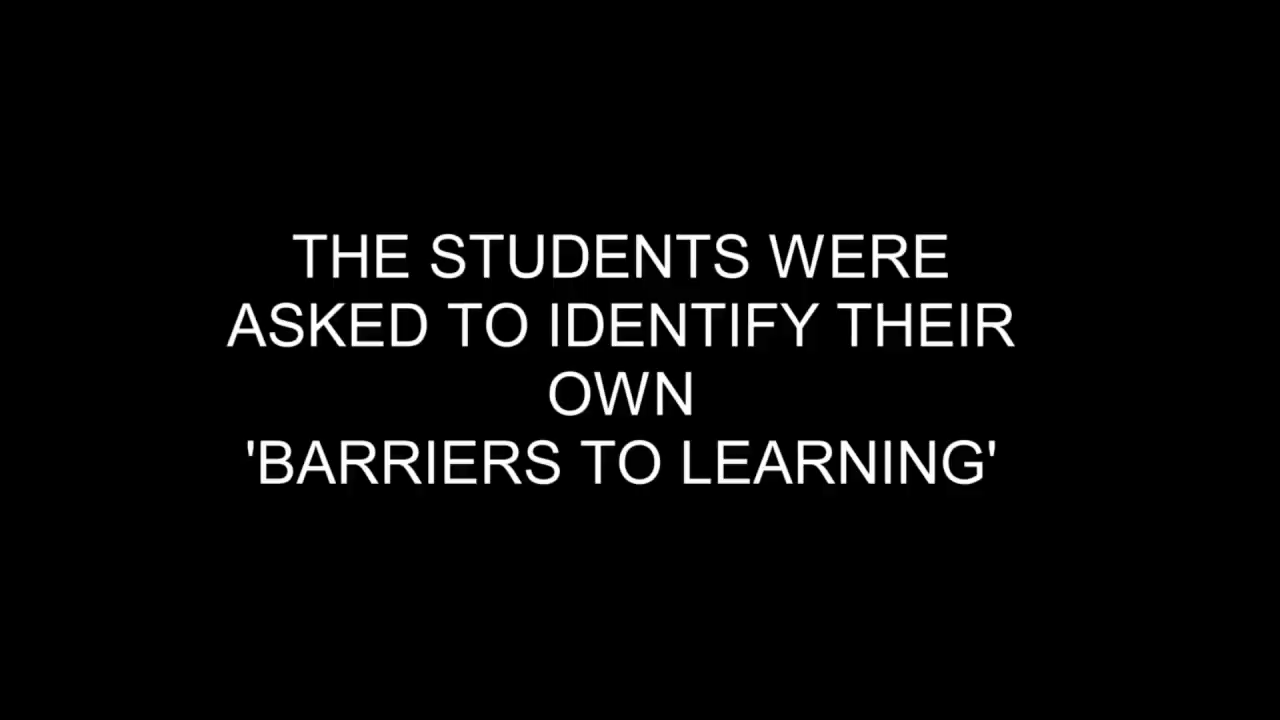 THE STUDENTS WERE
ASKED TO IDENTIFY THEIR
OWN
'BARRIERS TO LEARNING'